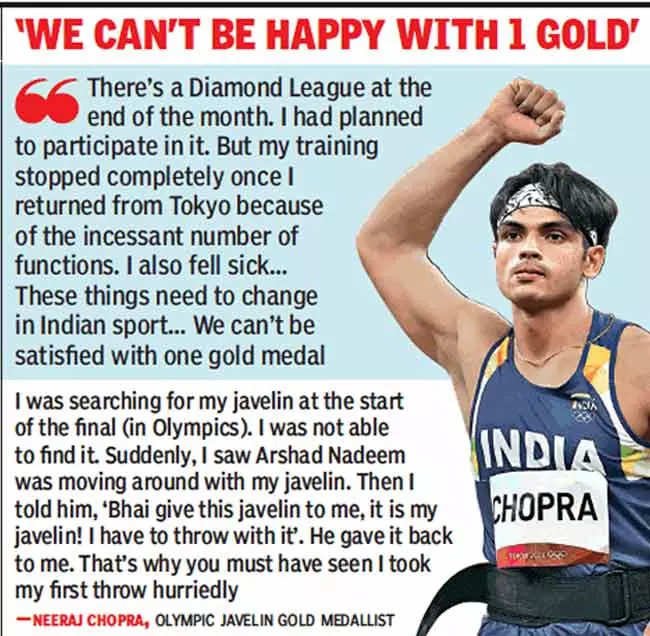 'WE CAN'T BE HAPPY WITH 1 GOLD'
There's a Diamond League at the
end of the month. I had planned
to participate in it. But my training
stopped completely once I
returned from Tokyo because
of the incessant number of
functions. I also fell sick...
These things need to change
in Indian sport... We can't be
satisfied with one gold medal
I was searching for my javelin at the start
of the final (in Olympics). I was not able
to find it. Suddenly, I saw Arshad Nadeem
was moving around with my javelin. Then I
told him, 'Bhai give this javelin to me, it is my
javelin! I have to throw with it'. He gave it back
to me. That's why you must have seen I took
my first throw hurriedly
—NEERAJ CHOPRA, OLYMPIC JAVELIN GOLD MEDALLIST
INDIA
CHOPRA
TOKYO 2020